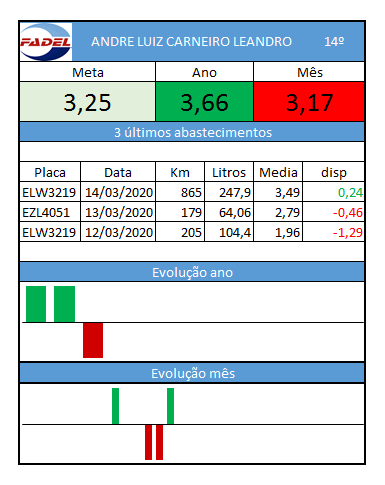 FADEL ANDRE LUIZ CARNEIRO LEANDRO 14º
Meta Ano Mês
3,25 3,66 3,17
3 últimos abastecimentos
Placa Data Km Litros Media disp
ELW3219 14/03/2020 865 247,9 3,49 0,24
EZL4051 13/03/2020 179 64,06 2,79 -0,46
ELW3219 12/03/2020 205 104,4 1,96 -1,29
Evolução ano
Evolução mês